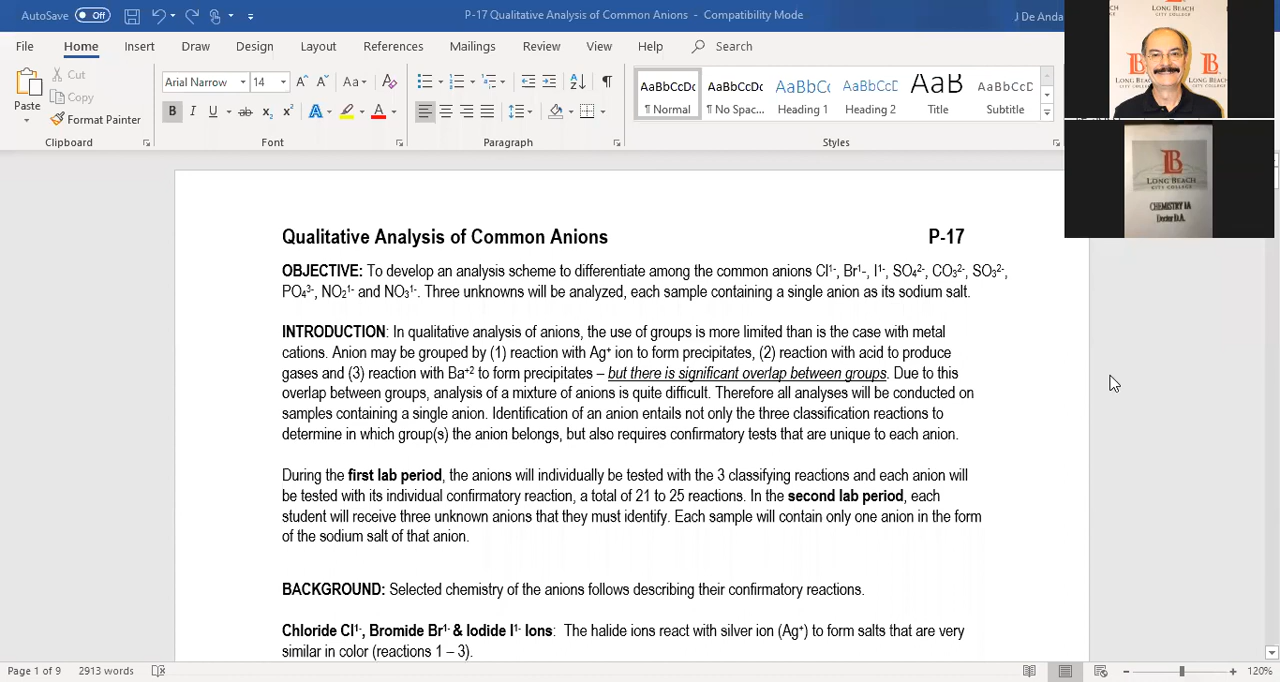 AutoSave Off P-17 Qualitative Analysis of Common Anions - Compatibility Mode J De Anda
File Home Insert Draw Design Layout References Mailings Review View Help Search
Paste Cut Copy Format Painter
Arial Narrow 14
AaBbCcDc AaBbCcDc AaBbCc AaBbCcD AaB AaBbCcD
¶ Normal ¶ No Spac... Heading 1 Heading 2 Title Subtitle
Clipboard Font Paragraph Styles
LONG BEACH
CITY COLLEGE
LB
LONG BEACH
CITY COLLEGE
CHEMISTRY 1A
Doctor D.A.
Qualitative Analysis of Common Anions P-17
OBJECTIVE: To develop an analysis scheme to differentiate among the common anions Cl¹⁻, Br¹-, I¹⁻, SO₄²⁻, CO₃²⁻, SO₃²⁻,
PO₄³⁻, NO₂¹⁻ and NO₃¹⁻. Three unknowns will be analyzed, each sample containing a single anion as its sodium salt.
INTRODUCTION: In qualitative analysis of anions, the use of groups is more limited than is the case with metal
cations. Anion may be grouped by (1) reaction with Ag⁺ ion to form precipitates, (2) reaction with acid to produce
gases and (3) reaction with Ba⁺² to form precipitates – but there is significant overlap between groups. Due to this
overlap between groups, analysis of a mixture of anions is quite difficult. Therefore all analyses will be conducted on
samples containing a single anion. Identification of an anion entails not only the three classification reactions to
determine in which group(s) the anion belongs, but also requires confirmatory tests that are unique to each anion.
During the first lab period, the anions will individually be tested with the 3 classifying reactions and each anion will
be tested with its individual confirmatory reaction, a total of 21 to 25 reactions. In the second lab period, each
student will receive three unknown anions that they must identify. Each sample will contain only one anion in the form
of the sodium salt of that anion.
BACKGROUND: Selected chemistry of the anions follows describing their confirmatory reactions.
Chloride Cl¹⁻, Bromide Br¹⁻ & Iodide I¹⁻ Ions: The halide ions react with silver ion (Ag⁺) to form salts that are very
similar in color (reactions 1 – 3).
Page 1 of 9 2913 words 120%